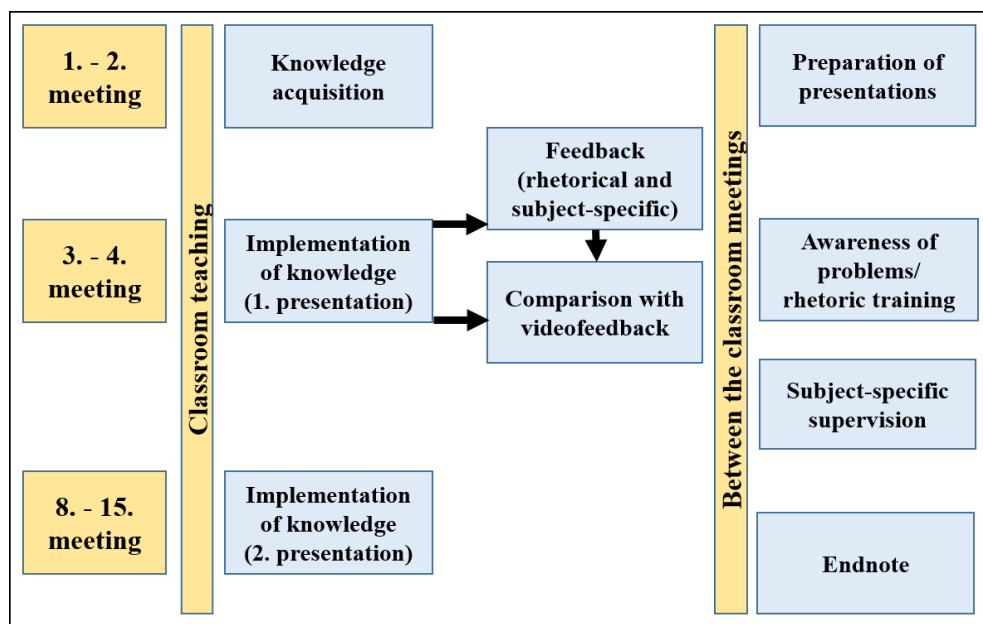 1. - 2.
meeting
3. - 4.
meeting
8. - 15.
meeting
Classroom teaching
Knowledge
acquisition
Implementation
of knowledge
(1. presentation)
Implementation
of knowledge
(2. presentation)
Feedback
(rhetorical and
subject-specific)
Comparison with
videofeedback
Between the classroom meetings
Preparation of
presentations
Awareness of
problems/
rhetoric training
Subject-specific
supervision
Endnote